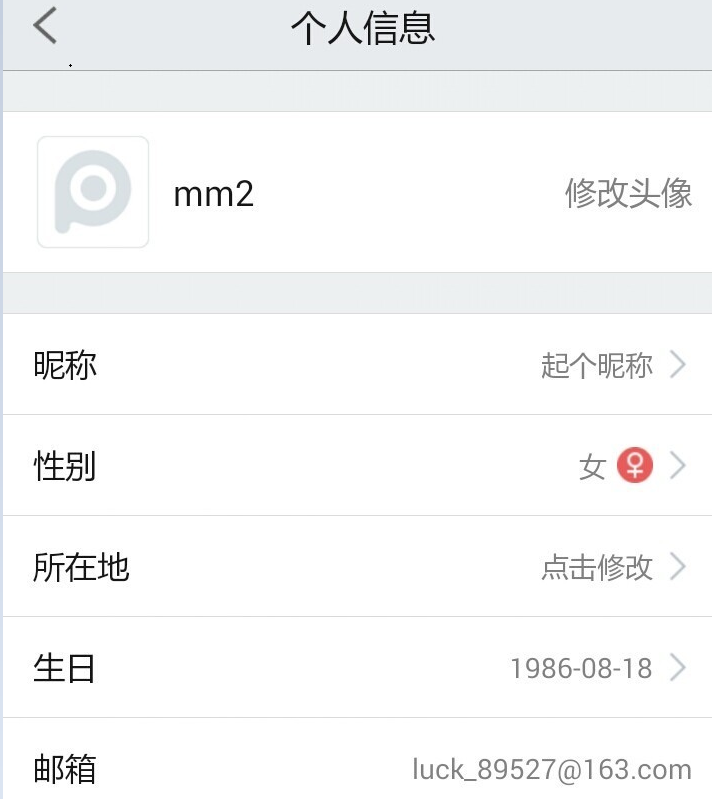 个人信息
mm2 修改头像
昵称 起个昵称
性别 女
所在地 点击修改
生日 1986-08-18
邮箱 luck_89527@163.com